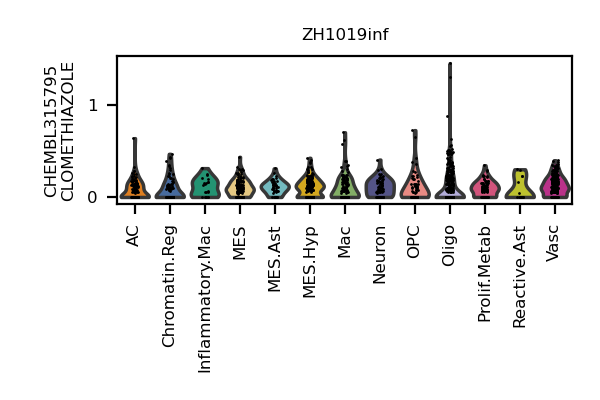 ZH1019inf
CHEMBL315795
CLOMETHIAZOLE
1
0
AC
Chromatin.Reg
Inflammatory.Mac
MES
MES.Ast
MES.Hyp
Mac
Neuron
OPC
Oligo
Prolif.Metab
Reactive.Ast
Vasc